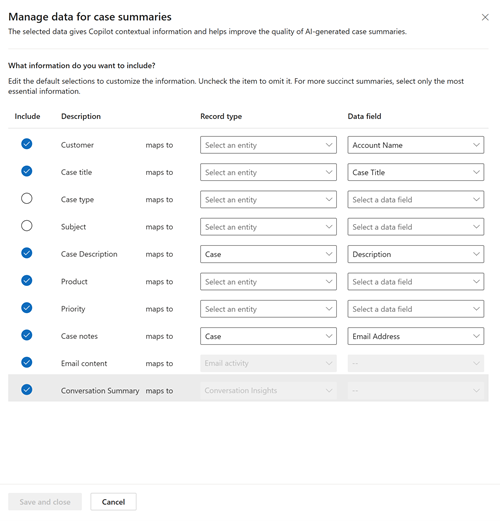 Manage data for case summaries
The selected data gives Copilot contextual information and helps improve the quality of AI-generated case summaries.
What information do you want to include?
Edit the default selections to customize the information. Uncheck the item to omit it. For more succinct summaries, select only the most
essential information.
Include Description Record type Data field
Customer maps to Select an entity Account Name
Case title maps to Select an entity Case Title
Case type maps to Select an entity Select a data field
Subject maps to Select an entity Select a data field
Case Description maps to Case Description
Product maps to Select an entity Select a data field
Priority maps to Select an entity Select a data field
Case notes maps to Case Email Address
Email content maps to Email activity ---
Conversation Summary maps to Conversation Insights ---
Save and close Cancel